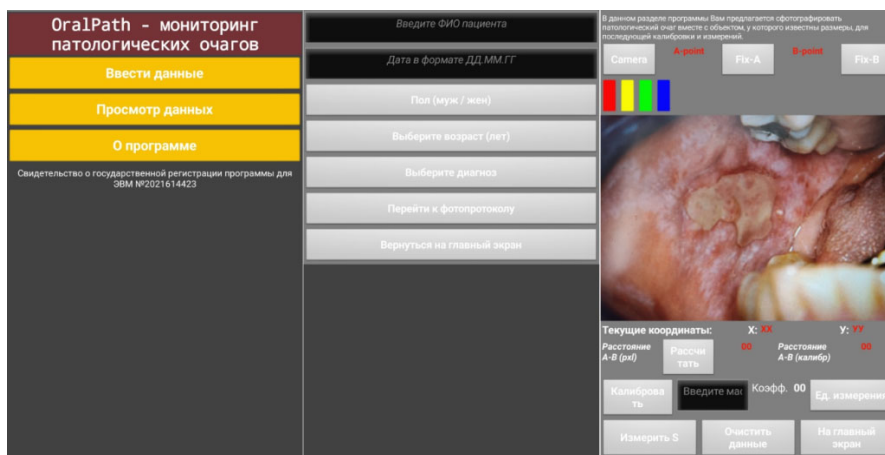 OralPath - мониторинг
патологических очагов
Ввести данные
Просмотр данных
О программе
Свидетельство о государственной регистрации программы для
ЭВМ №2021614423
Введите ФИО пациента
Дата в формате ДД.ММ.ГГ
Пол (муж / жен)
Выберите возраст (лет)
Выберите диагноз
Перейти к фотопротоколу
Вернуться на главный экран
В данном разделе программы Вам предлагается сфотографировать
патологический очаг вместе с объектом, у которого известны размеры, для
последующей калибровки и измерений.
Camera
A-point
Fix-A
B-point
Fix-B
Текущие координаты: X: XX У: YY
Расстояние
A-B (pxl)
Рассчи
тать
00
Расстояние
A-B (калибр)
00
Калиброва
ть
Введите ма
Коэфф. 00
Ед. измерения
Измерить S
Очистить
данные
На главный
экран